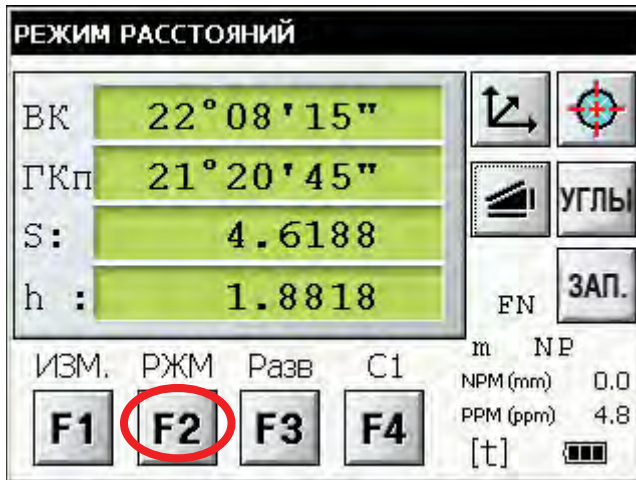 РЕЖИМ РАССТОЯНИЙ
ВК 22°08'15"
ГКп 21°20'45"
УГЛЫ
S: 4.6188
h : 1.8818
FN ЗАП.
m NP
ИЗМ. РЖМ Разв С1
NPM (mm) 0.0
F1 F2 F3 F4
PPM (ppm) 4.8
[t]